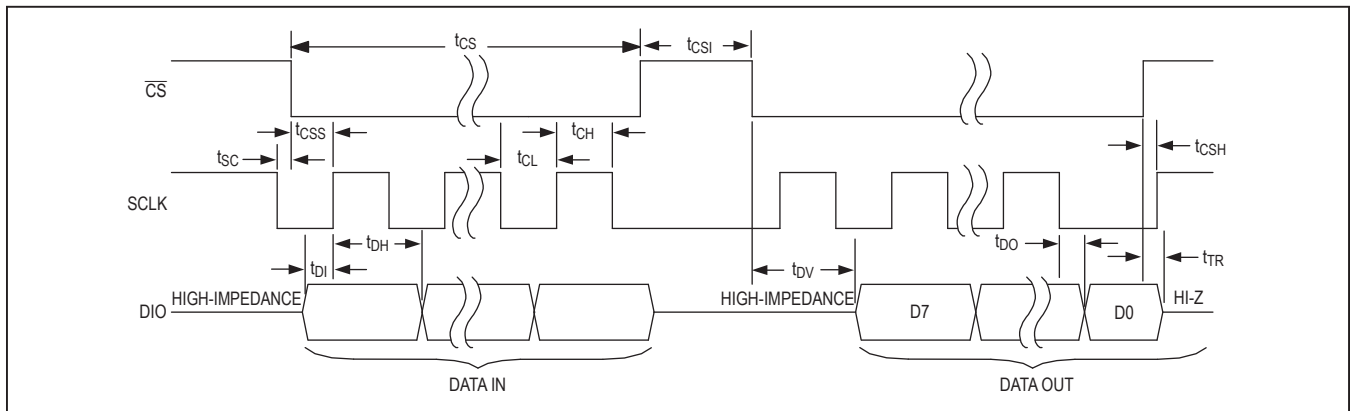 tCS
tCSI
CS
tCSS
tCH
tSC
tCL
tCSH
SCLK
tDH
tDO
tDI
tDV
tTR
HIGH-IMPEDANCE
HIGH-IMPEDANCE
HI-Z
DIO
D7
D0
DATA IN
DATA OUT